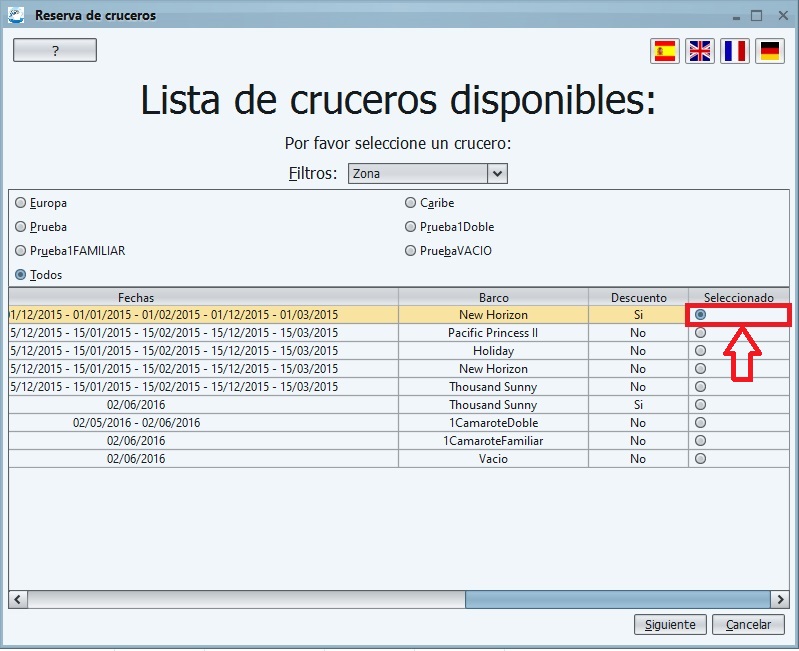 Reserva de cruceros
?
Lista de cruceros disponibles:
Por favor seleccione un crucero:
Filtros: Zona
Europa Caribe
Prueba Prueba1Doble
Prueba1FAMILIAR PruebaVACIO
Todos
Fechas Barco Descuento Seleccionado
1/12/2015 - 01/01/2015 - 01/02/2015 - 01/12/2015 - 01/03/2015 New Horizon Si
5/12/2015 - 15/01/2015 - 15/02/2015 - 15/12/2015 - 15/03/2015 Pacific Princess II No
5/12/2015 - 15/01/2015 - 15/02/2015 - 15/12/2015 - 15/03/2015 Holiday No
5/12/2015 - 15/01/2015 - 15/02/2015 - 15/12/2015 - 15/03/2015 New Horizon No
5/12/2015 - 15/01/2015 - 15/02/2015 - 15/12/2015 - 15/03/2015 Thousand Sunny No
02/06/2016 Thousand Sunny Si
02/05/2016 - 02/06/2016 1CamaroteDoble No
02/06/2016 1CamaroteFamiliar No
02/06/2016 Vacio No
Siguiente Cancelar